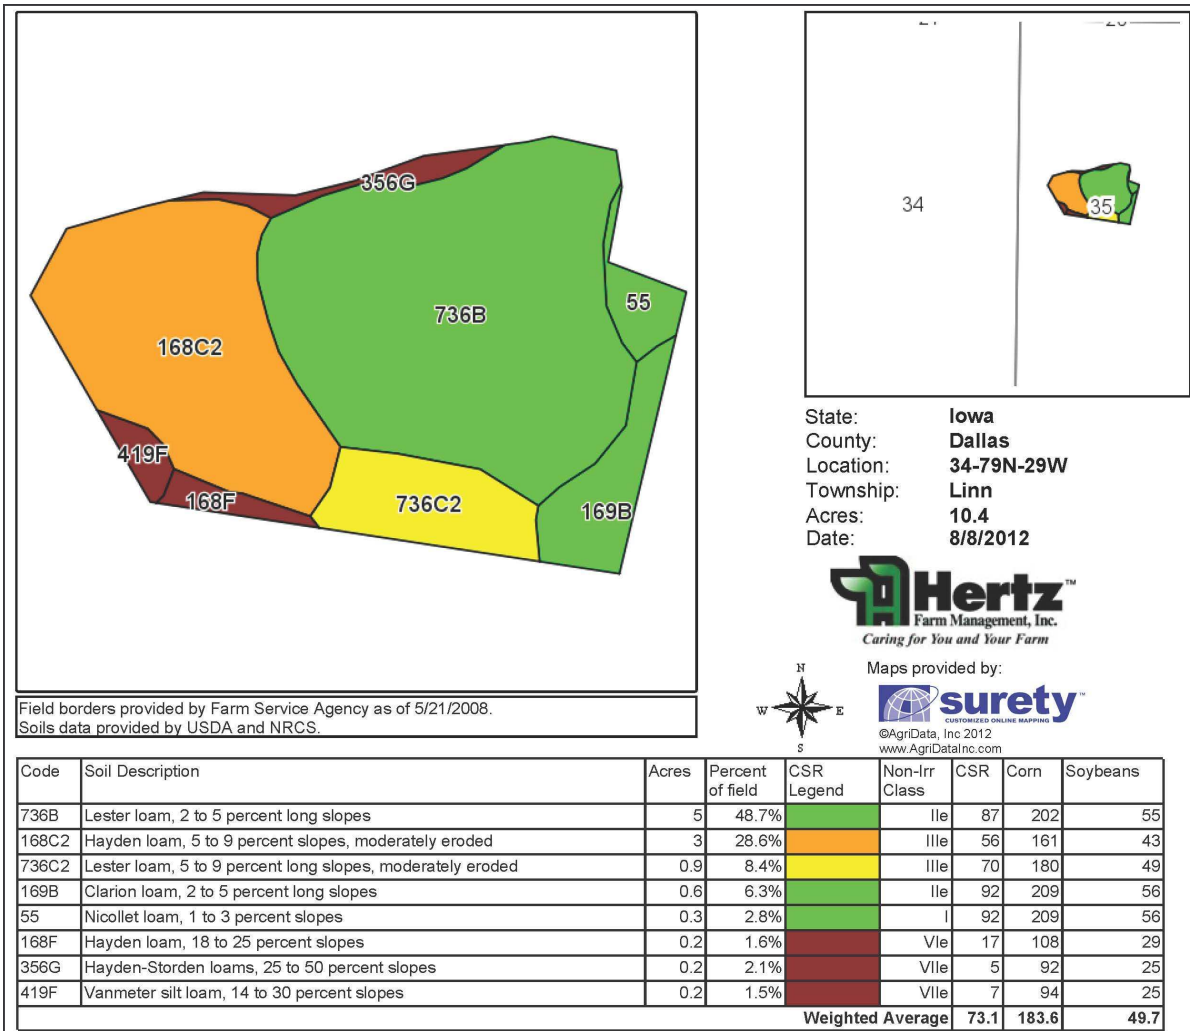 356G
55
736B
168C2
419F
168F
736C2
169B
34
35
State: Iowa
County: Dallas
Location: 34-79N-29W
Township: Linn
Acres: 10.4
Date: 8/8/2012
Hertz™
Farm Management, Inc.
Caring for You and Your Farm
Maps provided by:
N
W E
S
surety™
CUSTOMIZED ONLINE MAPPING
©AgriData, Inc 2012
www.AgriDataInc.com
Field borders provided by Farm Service Agency as of 5/21/2008.
Soils data provided by USDA and NRCS.
Code Soil Description Acres Percent of field CSR Legend Non-Irr Class CSR Corn Soybeans
736B Lester loam, 2 to 5 percent long slopes 5 48.7% IIe 87 202 55
168C2 Hayden loam, 5 to 9 percent slopes, moderately eroded 3 28.6% IIIe 56 161 43
736C2 Lester loam, 5 to 9 percent long slopes, moderately eroded 0.9 8.4% IIIe 70 180 49
169B Clarion loam, 2 to 5 percent long slopes 0.6 6.3% IIe 92 209 56
55 Nicollet loam, 1 to 3 percent slopes 0.3 2.8% I 92 209 56
168F Hayden loam, 18 to 25 percent slopes 0.2 1.6% VIe 17 108 29
356G Hayden-Storden loams, 25 to 50 percent slopes 0.2 2.1% VIIe 5 92 25
419F Vanmeter silt loam, 14 to 30 percent slopes 0.2 1.5% VIIe 7 94 25
Weighted Average 73.1 183.6 49.7